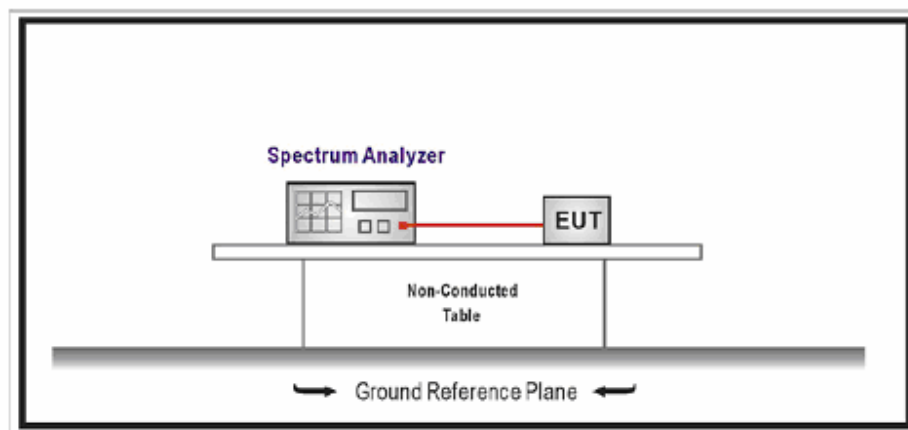 Spectrum Analyzer
EUT
Non-Conducted
Table
Ground Reference Plane